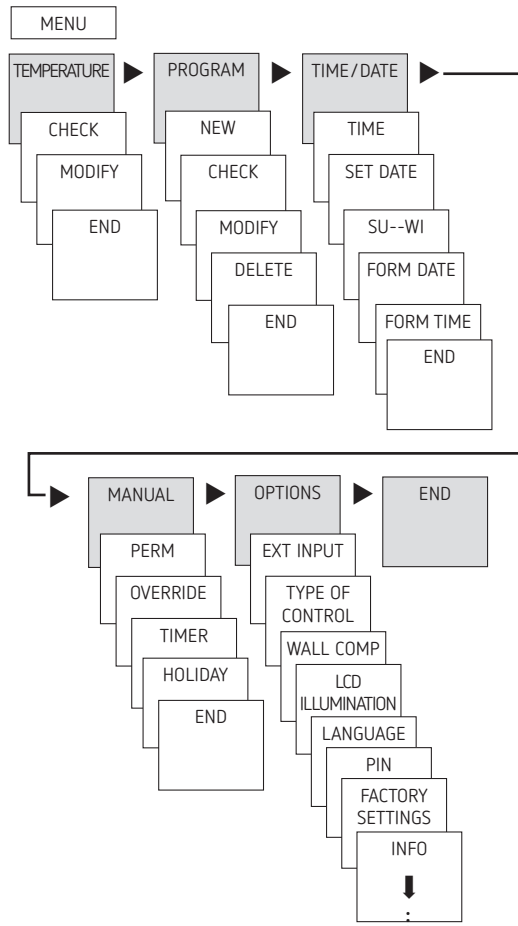 MENU
TEMPERATURE
CHECK
MODIFY
END
PROGRAM
NEW
CHECK
MODIFY
DELETE
END
TIME/DATE
TIME
SET DATE
SU--WI
FORM DATE
FORM TIME
END
MANUAL
PERM
OVERRIDE
TIMER
HOLIDAY
END
OPTIONS
EXT INPUT
TYPE OF
CONTROL
WALL COMP
LCD
ILLUMINATION
LANGUAGE
PIN
FACTORY
SETTINGS
INFO
:
END